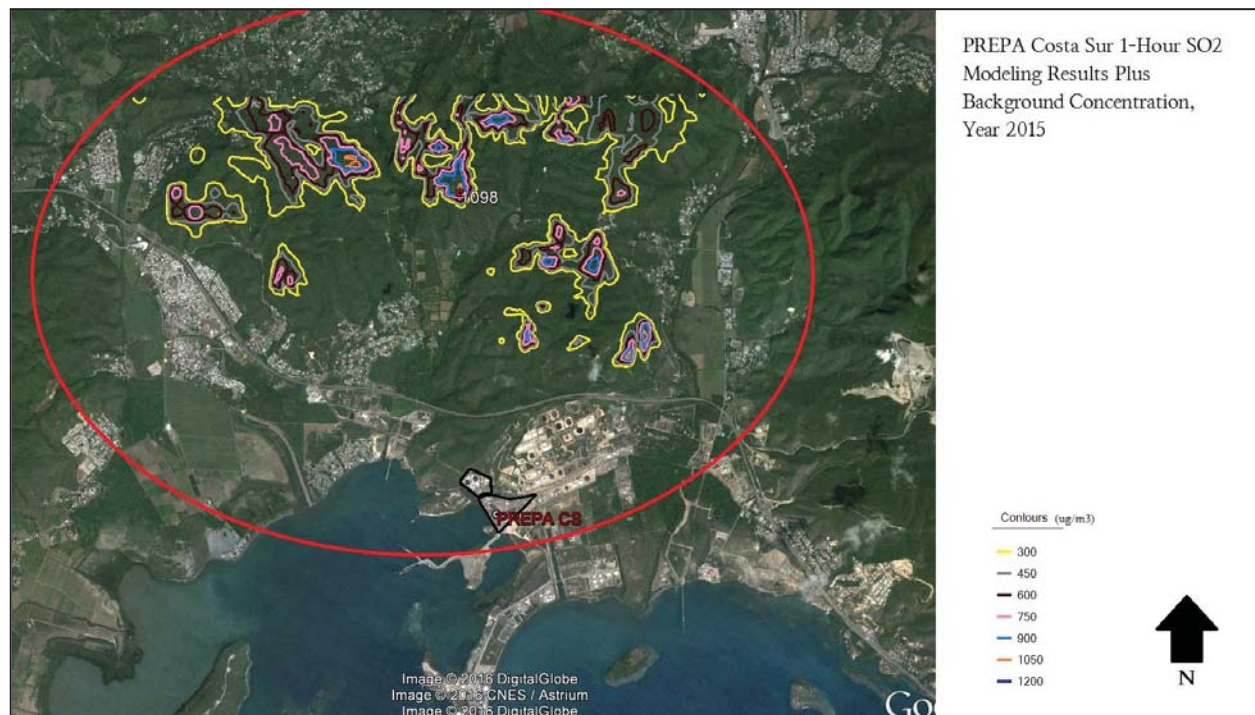 PREPA Costa Sur 1-Hour SO2
Modeling Results Plus
Background Concentration,
Year 2015
1098
PREPA CS
Contours (ug/m3)
300
450
600
750
900
1050
1200
N
Image © 2016 DigitalGlobe
Image © 2016 CNES / Astrium
Image © 2016 DigitalGlobe
Goo